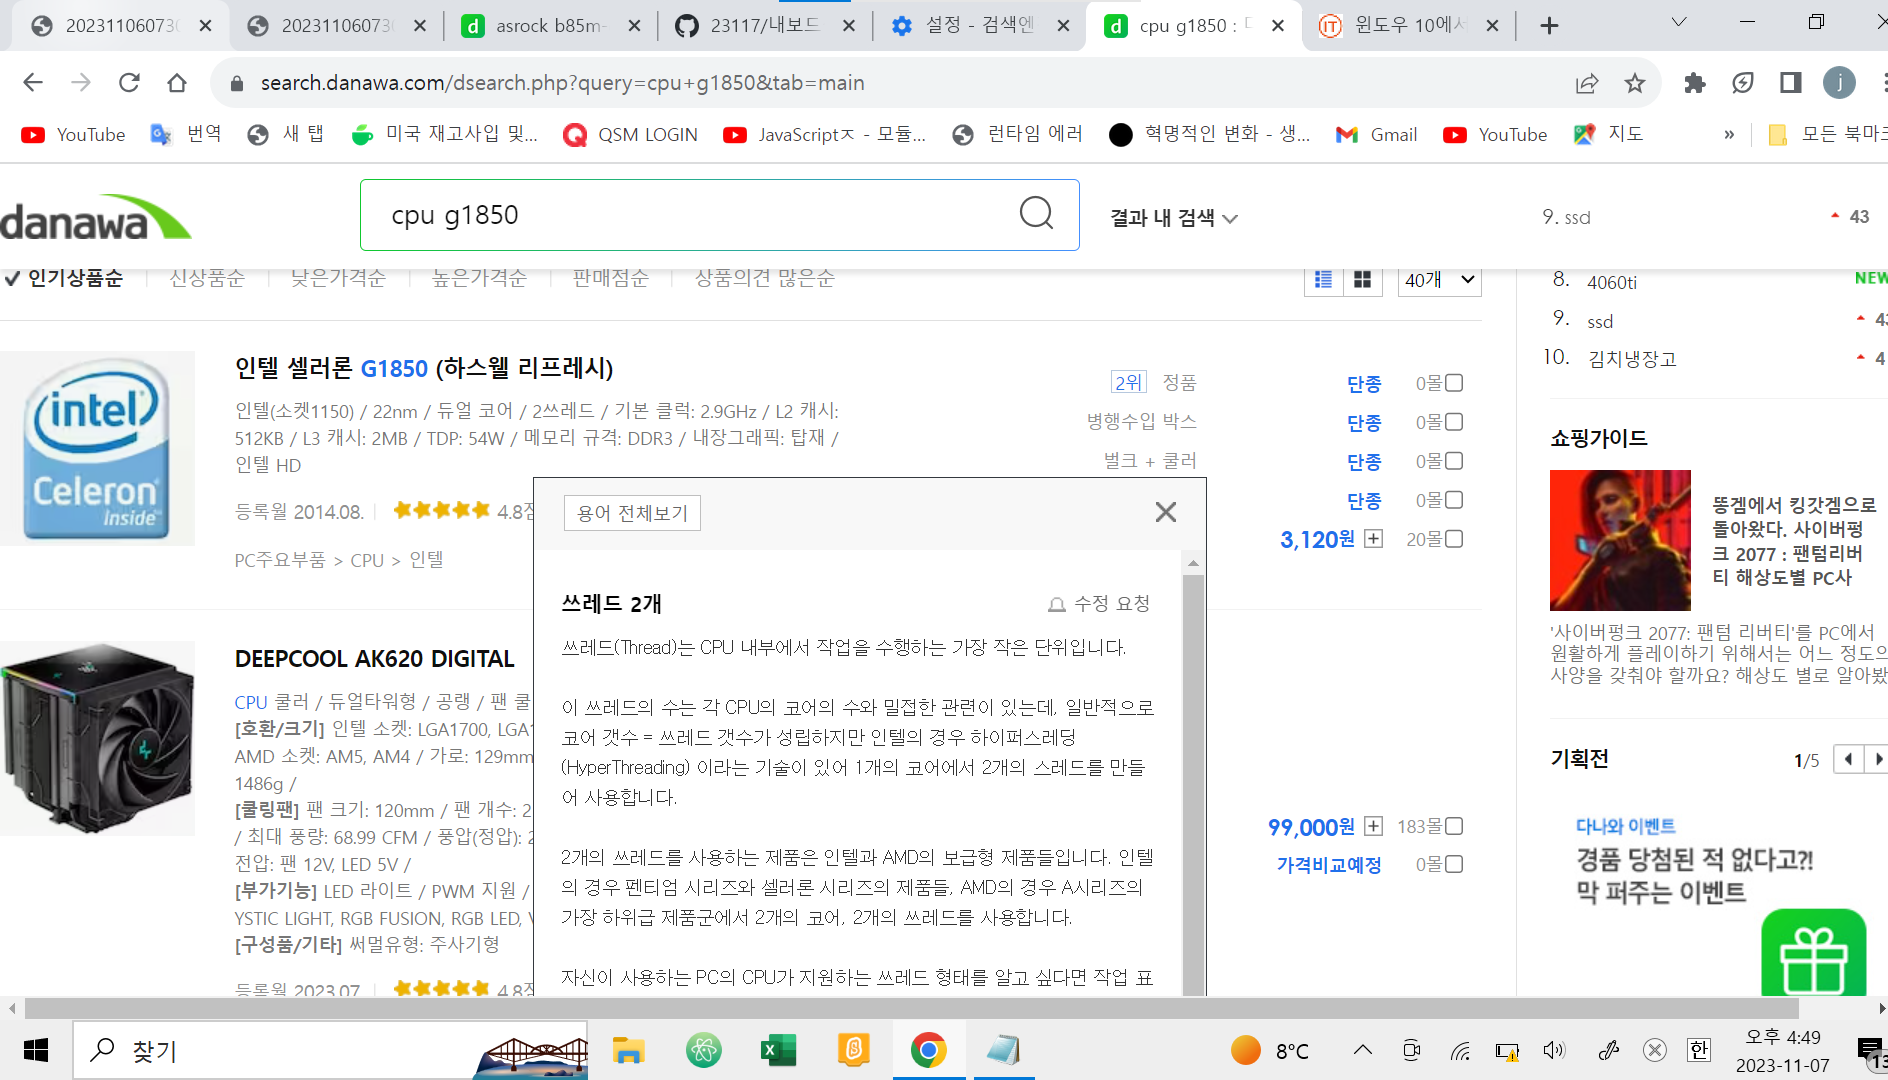 202311060730
202311060730
asrock b85m-
23117/내보드
설정 - 검색엔
cpu g1850 : 다
윈도우 10에서
search.danawa.com/dsearch.php?query=cpu+g1850&tab=main
j
YouTube
번역
새 탭
미국 재고사입 및...
QSM LOGIN
JavaScriptㅈ - 모듈...
런타임 에러
혁명적인 변화 - 생...
Gmail
YouTube
지도
»
모든 북마크
danawa
cpu g1850
결과 내 검색
9. ssd
43
인기상품순
신상품순
낮은가격순
높은가격순
판매점순
상품의견 많은순
40개
8. 4060ti NEW
9. ssd 43
10. 김치냉장고 4
인텔 셀러론 G1850 (하스웰 리프레시)
인텔(소켓1150) / 22nm / 듀얼 코어 / 2쓰레드 / 기본 클럭: 2.9GHz / L2 캐시:
512KB / L3 캐시: 2MB / TDP: 54W / 메모리 규격: DDR3 / 내장그래픽: 탑재 /
인텔 HD
등록월 2014.08. 4.8점
PC주요부품 > CPU > 인텔
intel
Celeron
Inside
2위 정품 단종 0몰
병행수입 박스 단종 0몰
벌크 + 쿨러 단종 0몰
단종 0몰
3,120원 20몰
용어 전체보기
쓰레드 2개
수정 요청
쓰레드(Thread)는 CPU 내부에서 작업을 수행하는 가장 작은 단위입니다.
이 쓰레드의 수는 각 CPU의 코어의 수와 밀접한 관련이 있는데, 일반적으로
코어 갯수 = 쓰레드 갯수가 성립하지만 인텔의 경우 하이퍼스레딩
(HyperThreading) 이라는 기술이 있어 1개의 코어에서 2개의 스레드를 만들
어 사용합니다.
2개의 쓰레드를 사용하는 제품은 인텔과 AMD의 보급형 제품들입니다. 인텔
의 경우 펜티엄 시리즈와 셀러론 시리즈의 제품들, AMD의 경우 A시리즈의
가장 하위급 제품군에서 2개의 코어, 2개의 쓰레드를 사용합니다.
자신이 사용하는 PC의 CPU가 지원하는 쓰레드 형태를 알고 싶다면 작업 표
DEEPCOOL AK620 DIGITAL
CPU 쿨러 / 듀얼타워형 / 공랭 / 팬 쿨
[호환/크기] 인텔 소켓: LGA1700, LGA1
AMD 소켓: AM5, AM4 / 가로: 129mm
1486g /
[쿨링팬] 팬 크기: 120mm / 팬 개수: 2
/ 최대 풍량: 68.99 CFM / 풍압(정압): 2
전압: 팬 12V, LED 5V /
[부가기능] LED 라이트 / PWM 지원 /
YSTIC LIGHT, RGB FUSION, RGB LED, V
[구성품/기타] 써멀유형: 주사기형
등록월 2023.07. 4.8점
99,000원 183몰
가격비교예정 0몰
쇼핑가이드
똥겜에서 킹갓겜으로
돌아왔다. 사이버펑
크 2077 : 팬텀리버
티 해상도별 PC사
'사이버펑크 2077: 팬텀 리버티'를 PC에서
원활하게 플레이하기 위해서는 어느 정도의
사양을 갖춰야 할까요? 해상도 별로 알아봤
기획전
1/5
다나와 이벤트
경품 당첨된 적 없다고?!
막 퍼주는 이벤트
찾기
8°C
한
오후 4:49
2023-11-07
13